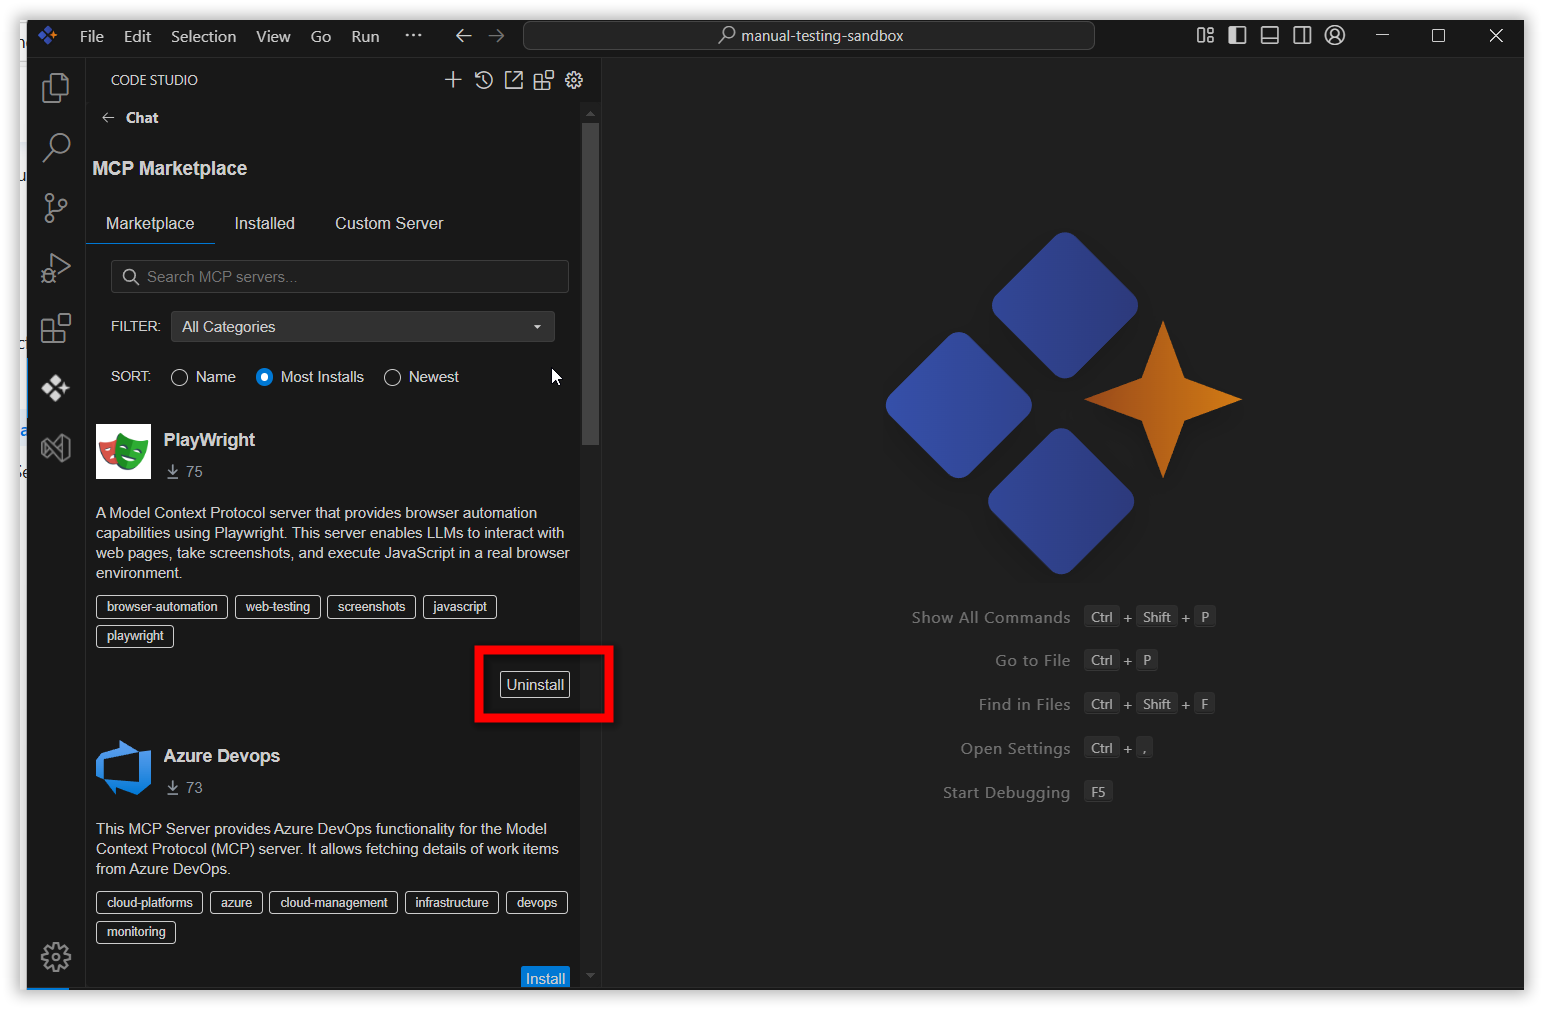 File Edit Selection View Go Run ···
manual-testing-sandbox
CODE STUDIO
Chat
MCP Marketplace
Marketplace Installed Custom Server
Search MCP servers...
FILTER: All Categories
SORT: Name Most Installs Newest
PlayWright
75
A Model Context Protocol server that provides browser automation
capabilities using Playwright. This server enables LLMs to interact with
web pages, take screenshots, and execute JavaScript in a real browser
environment.
browser-automation web-testing screenshots javascript
playwright
Uninstall
Azure Devops
73
This MCP Server provides Azure DevOps functionality for the Model
Context Protocol (MCP) server. It allows fetching details of work items
from Azure DevOps.
cloud-platforms azure cloud-management infrastructure devops
monitoring
Install
Show All Commands Ctrl + Shift + P
Go to File Ctrl + P
Find in Files Ctrl + Shift + F
Open Settings Ctrl + ,
Start Debugging F5